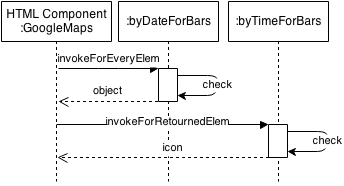 HTML Component
:GoogleMaps
:byDateForBars
:byTimeForBars
invokeForEveryElem
check
object
invokeForRetournedElem
check
icon